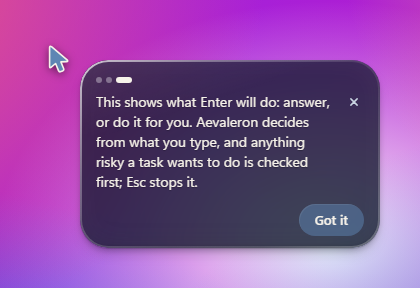 This shows what Enter will do: answer,
or do it for you. Aevaleron decides
from what you type, and anything
risky a task wants to do is checked
first; Esc stops it.
Got it